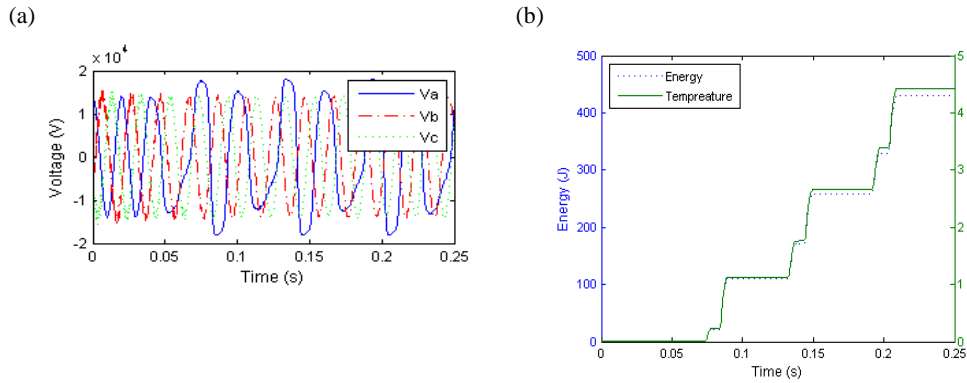 (a)
(b)
× 10⁴
2
1
0
-1
-2
Voltage (V)
Va
Vb
Vc
0
0.05
0.1
0.15
0.2
0.25
Time (s)
500
400
300
200
100
0
Energy (J)
Energy
Tempreature
5
4
3
2
1
0
0
0.05
0.1
0.15
0.2
0.25
Time (s)